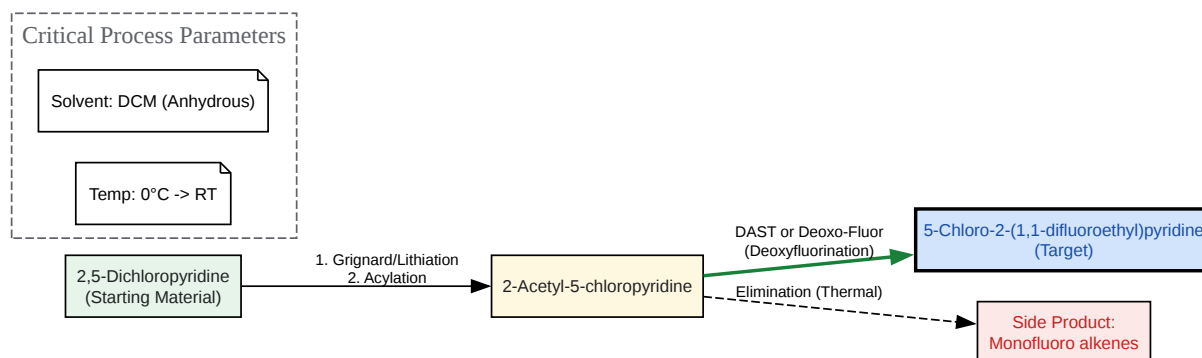 Critical Process Parameters
Solvent: DCM (Anhydrous)
Temp: 0°C -> RT
2,5-Dichloropyridine
(Starting Material)
1. Grignard/Lithiation
2. Acylation
2-Acetyl-5-chloropyridine
DAST or Deoxo-Fluor
(Deoxyfluorination)
Elimination (Thermal)
5-Chloro-2-(1,1-difluoroethyl)pyridine
(Target)
Side Product:
Monofluoro alkenes